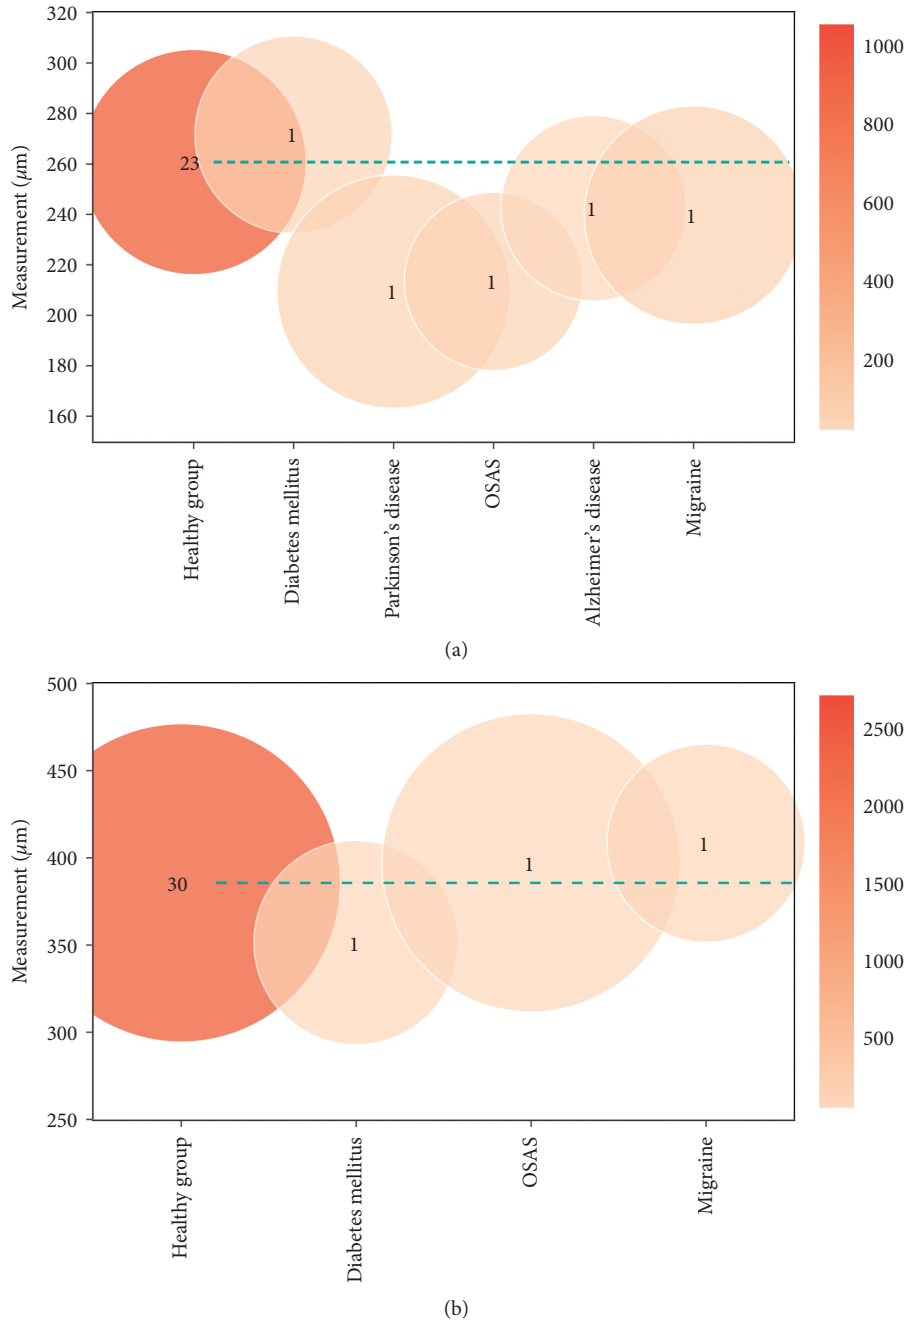 320
300
280
260
240
220
200
180
160
Measurement (μm)
23
1
1
1
1
1
1000
800
600
400
200
Healthy group
Diabetes mellitus
Parkinson's disease
OSAS
Alzheimer's disease
Migraine
(a)
500
450
400
350
300
250
Measurement (μm)
30
1
1
1
2500
2000
1500
1000
500
Healthy group
Diabetes mellitus
OSAS
Migraine
(b)